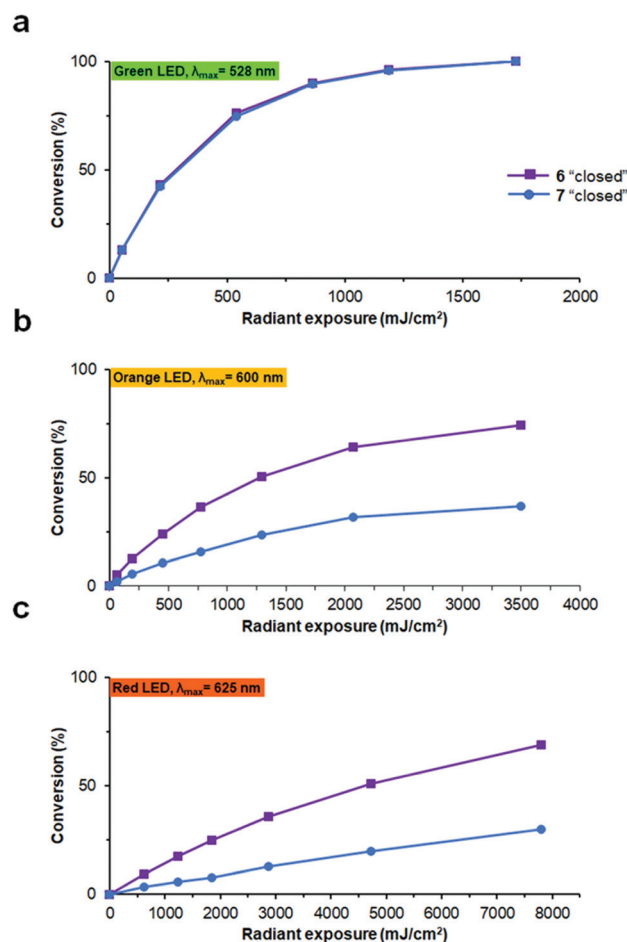 a
100
Green LED, λmax= 528 nm
Conversion (%)
50
6 "closed"
7 "closed"
0
0 500 1000 1500 2000
Radiant exposure (mJ/cm²)
b
100
Orange LED, λmax= 600 nm
Conversion (%)
50
0
0 500 1000 1500 2000 2500 3000 3500 4000
Radiant exposure (mJ/cm²)
c
100
Red LED, λmax= 625 nm
Conversion (%)
50
0
0 1000 2000 3000 4000 5000 6000 7000 8000
Radiant exposure (mJ/cm²)